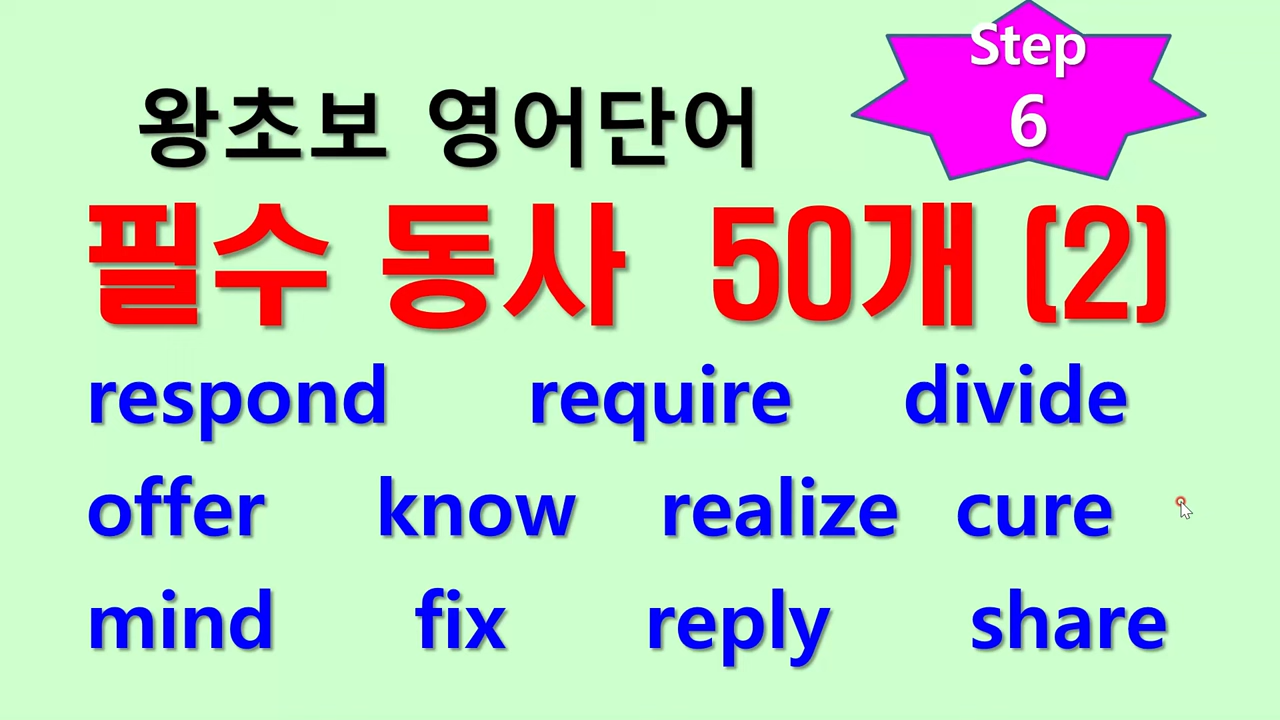 Step
6
왕초보 영어단어
필수 동사 50개 (2)
respond require divide
offer know realize cure
mind fix reply share